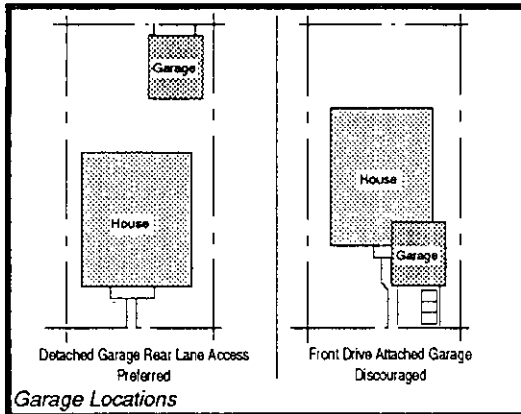 Garage
House
Detached Garage Rear Lane Access
Preferred
House
Garage
Front Drive Attached Garage
Discouraged
Garage Locations